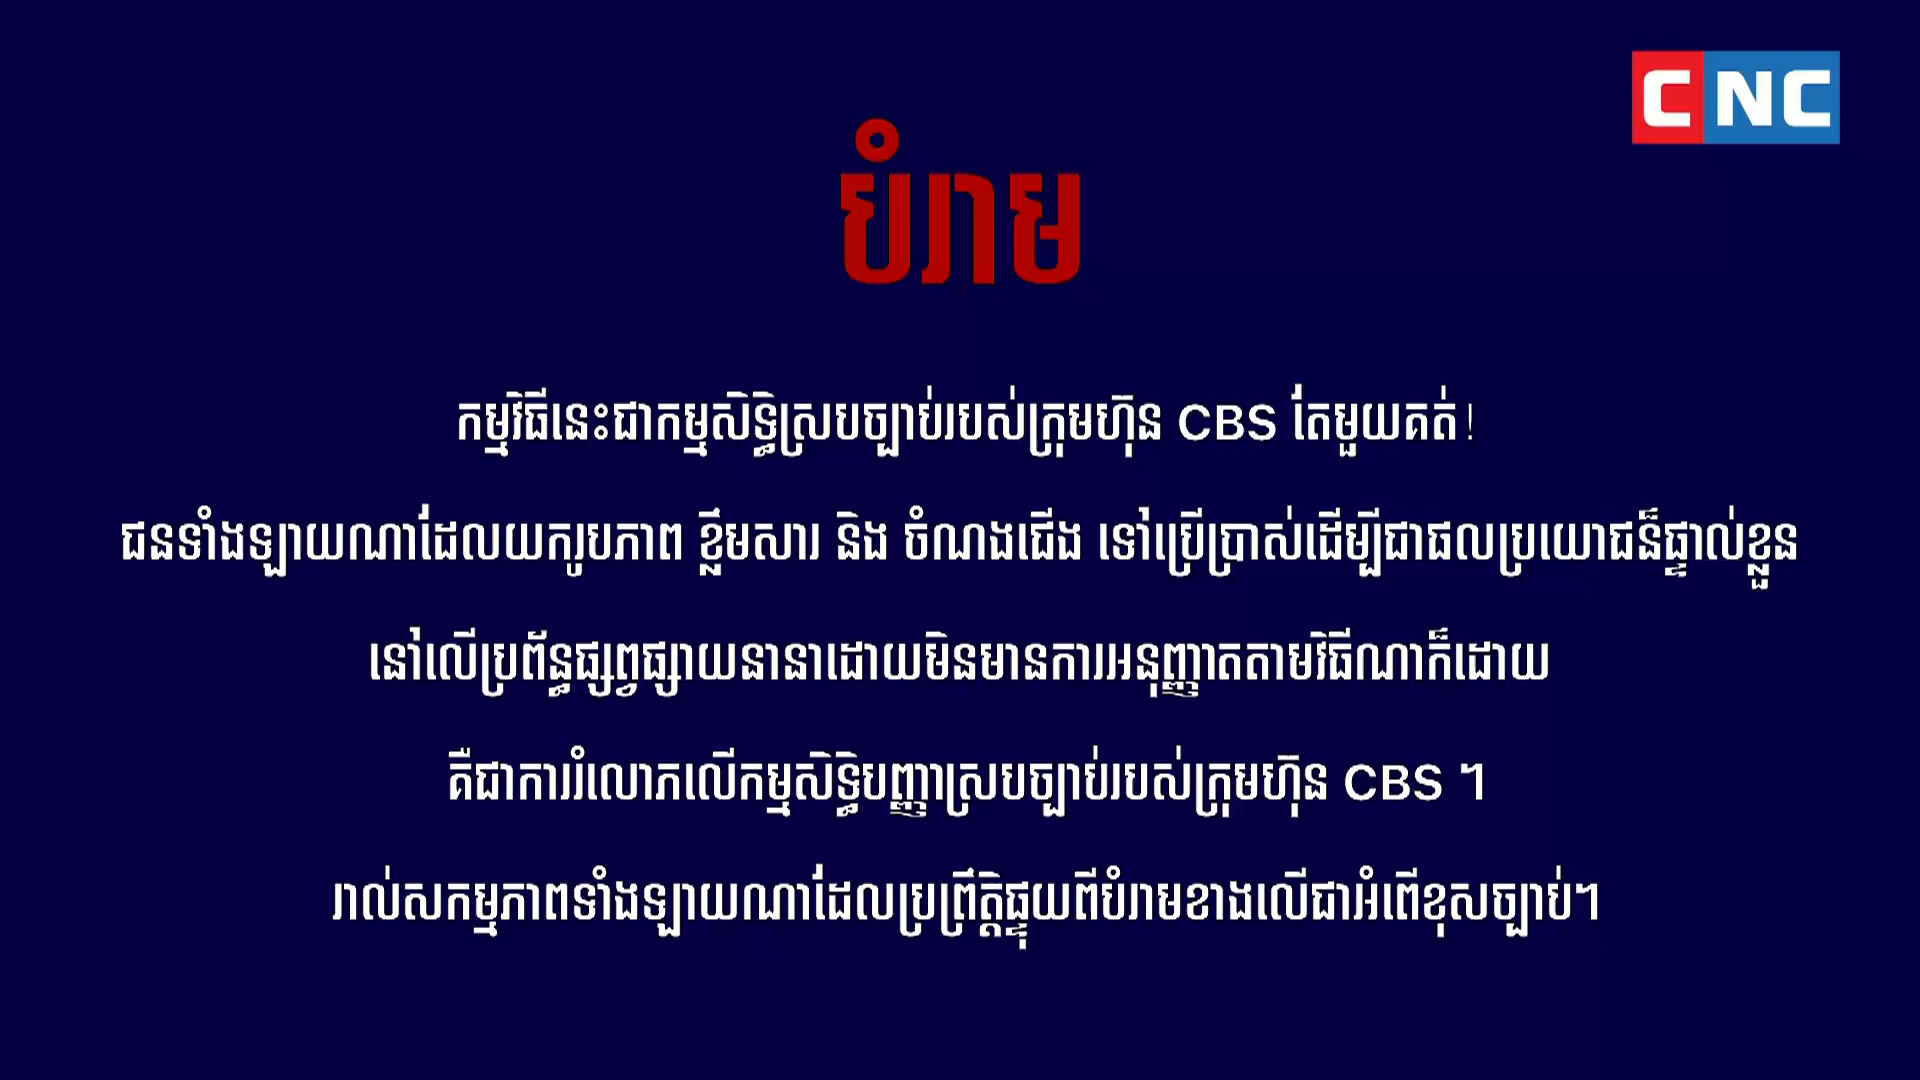 CNC
បំរាម
កម្មវិធីនេះជាកម្មសិទ្ធិស្របច្បាប់របស់ក្រុមហ៊ុន CBS តែមួយគត់!
ជនទាំងឡាយណាដែលយករូបភាព ខ្លឹមសារ និង ចំណងជើង ទៅប្រើប្រាស់ដើម្បីជាផលប្រយោជន៍ផ្ទាល់ខ្លួន
នៅលើប្រព័ន្ធផ្សព្វផ្សាយនានាដោយមិនមានការអនុញ្ញាតតាមវិធីណាក៏ដោយ
គឺជាការរំលោភលើកម្មសិទ្ធិបញ្ញាស្របច្បាប់របស់ក្រុមហ៊ុន CBS ។
រាល់សកម្មភាពទាំងឡាយណាដែលប្រព្រឹត្តិផ្ទុយពីបំរាមខាងលើជាអំពើខុសច្បាប់។